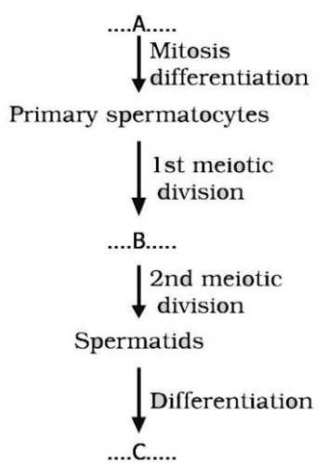 ....A.....
Mitosis
differentiation
Primary spermatocytes
1st meiotic
division
....B.....
2nd meiotic
division
Spermatids
Differentiation
....C.....